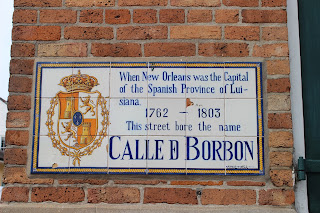 When New Orleans was the Capital
of the Spanish Province of Lui-
siana.
1762 - 1803
This street bore the name
CALLE D BORBON